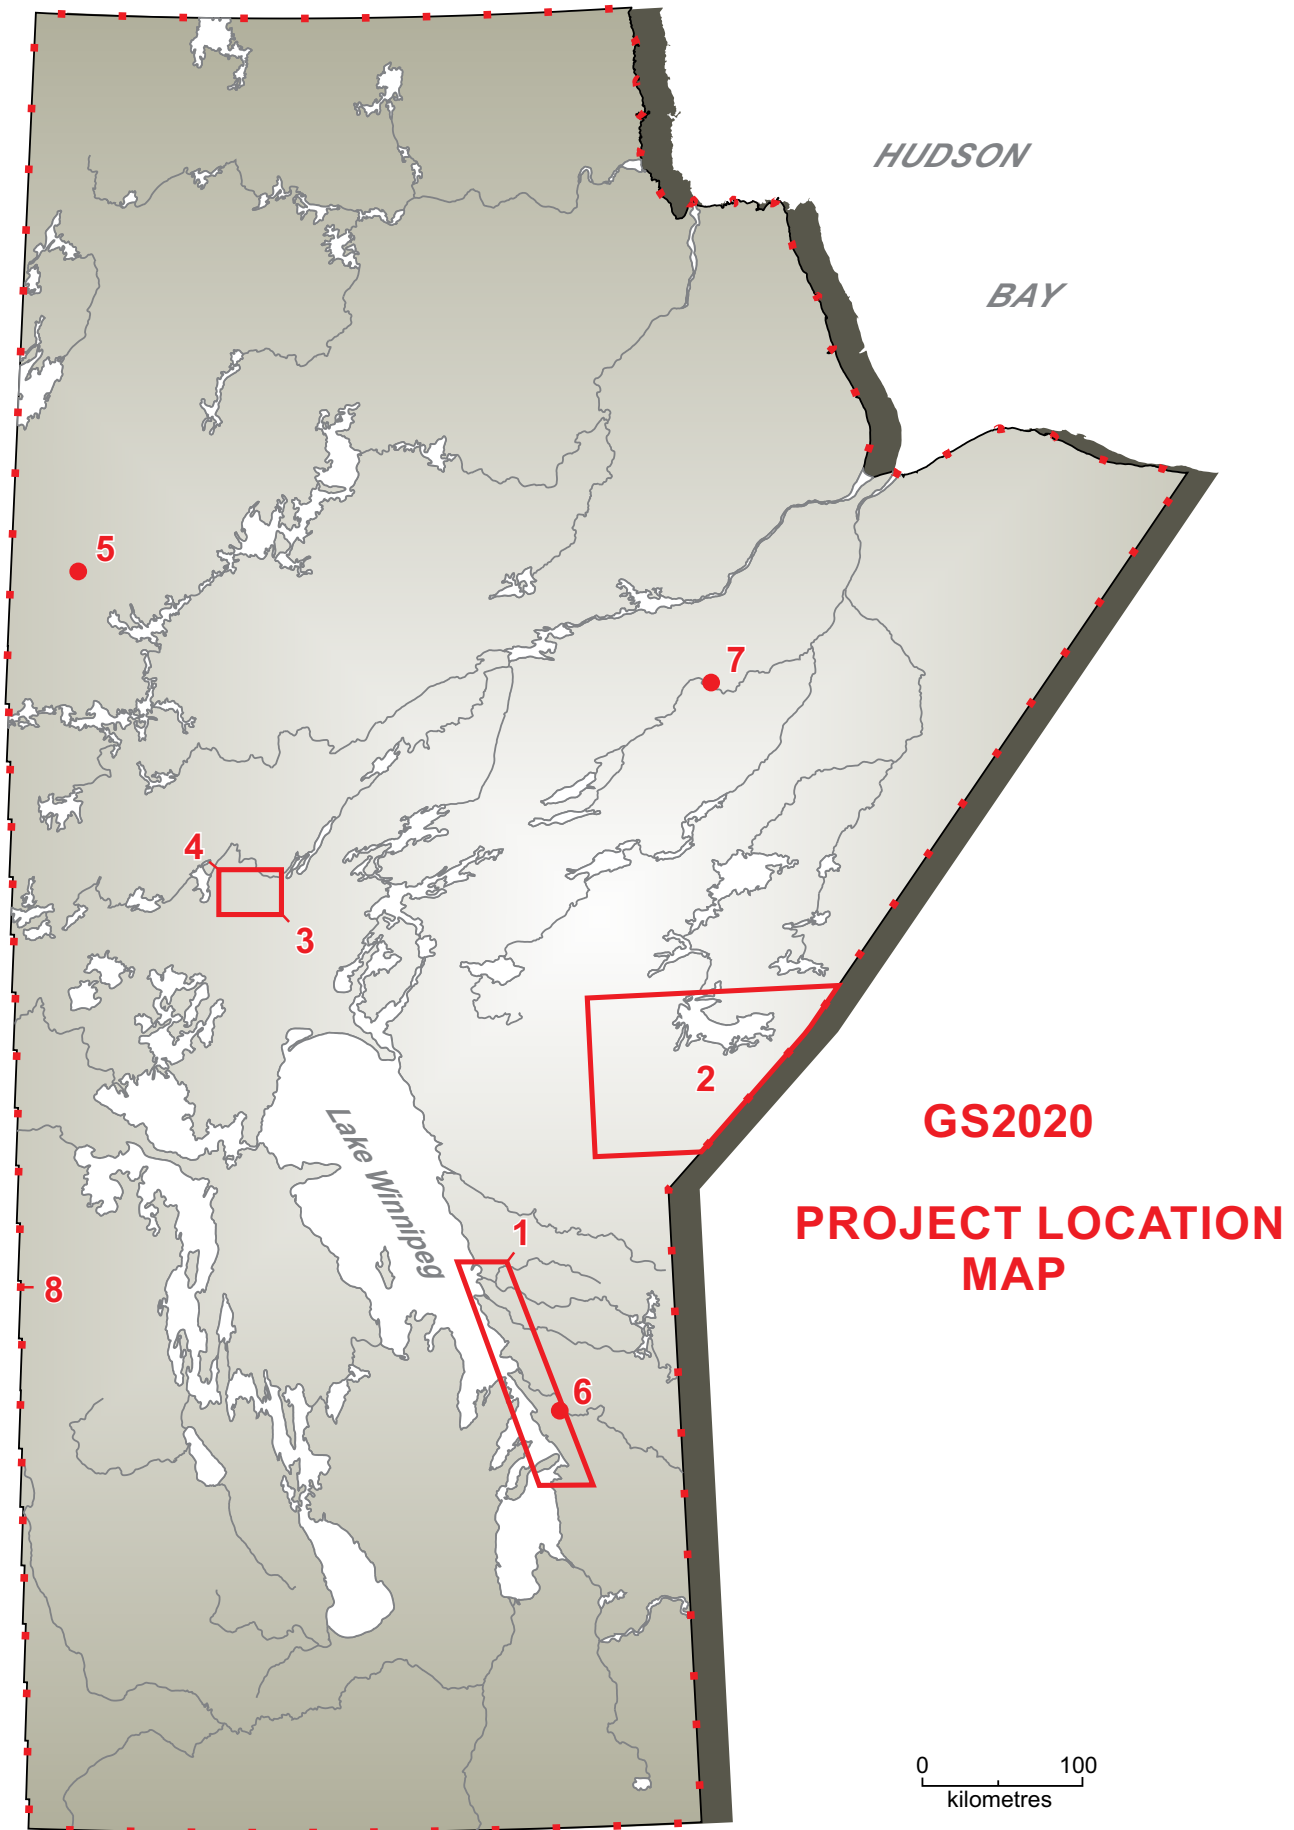 HUDSON
BAY
5
7
4
3
2
Lake Winnipeg
GS2020
PROJECT LOCATION
MAP
1
8
6
0 100
kilometres